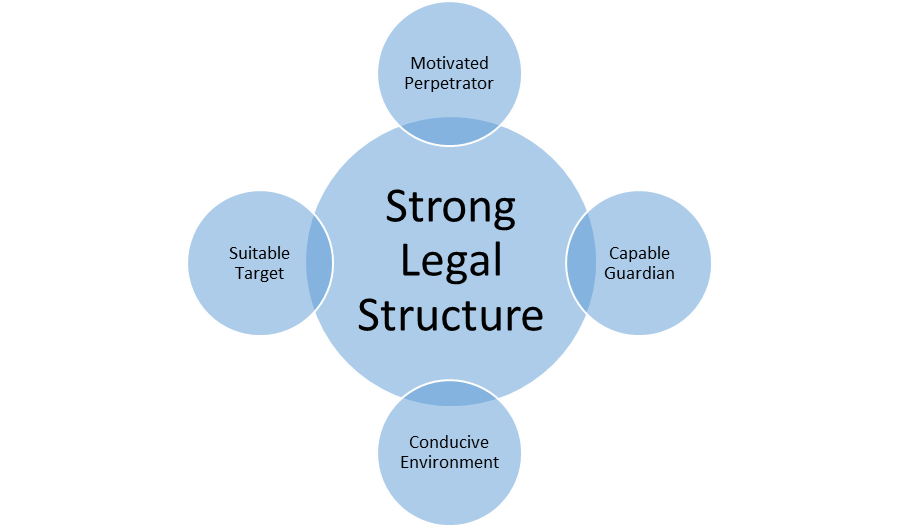 Motivated
Perpetrator
Strong
Legal
Structure
Suitable
Target
Capable
Guardian
Conducive
Environment